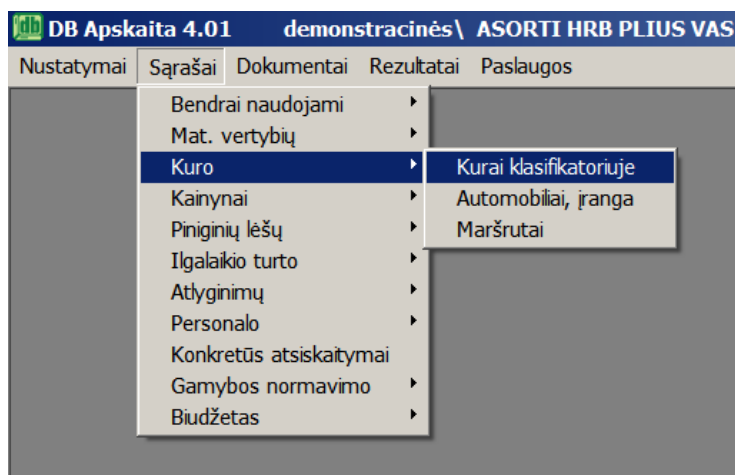 db DB Apskaita 4.01 demonstracinės\ ASORTI HRB PLIUS VAS
Nustatymai Sąrašai Dokumentai Rezultatai Paslaugos
Bendrai naudojami
Mat. vertybių
Kuro
Kurai klasifikatoriuje
Kainynai
Automobiliai, įranga
Piniginių lėšų
Maršrutai
Ilgalaikio turto
Atlyginimų
Personalo
Konkretūs atsiskaitymai
Gamybos normavimo
Biudžetas